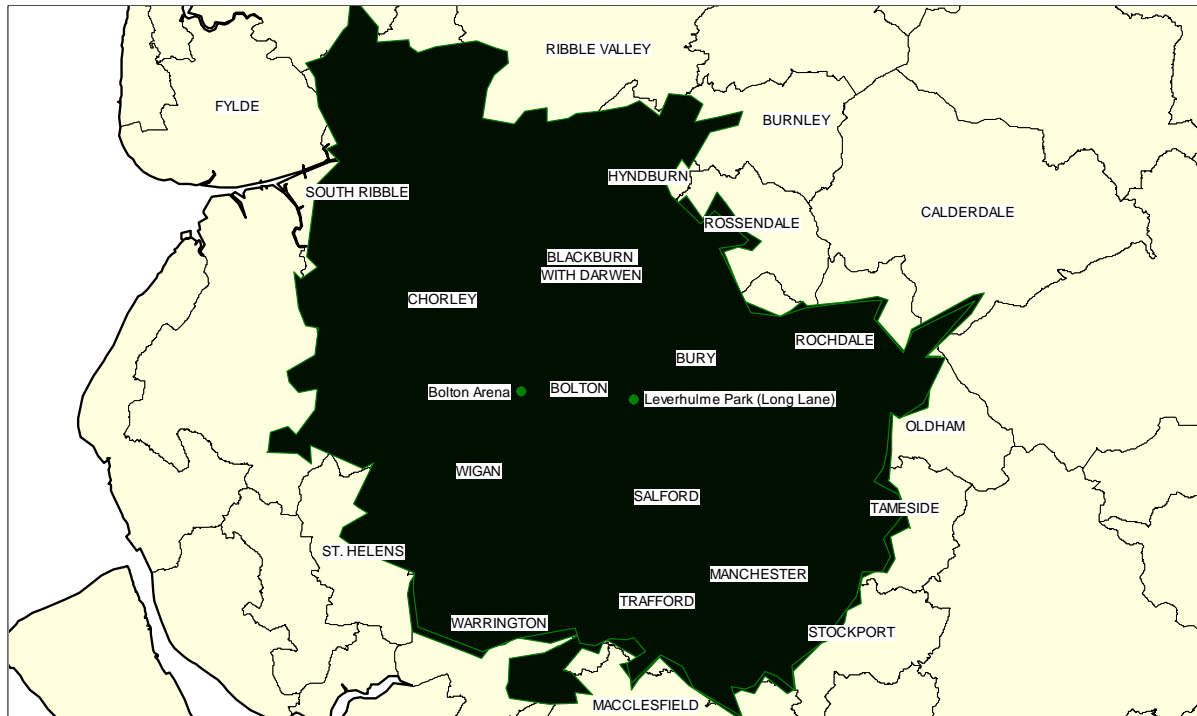 RIBBLE VALLEY
FYLDE
BURNLEY
HYNDBURN
SOUTH RIBBLE
CALDERDALE
ROSSENDALE
BLACKBURN
WITH DARWEN
CHORLEY
ROCHDALE
BURY
BOLTON
Bolton Arena
Leverhulme Park (Long Lane)
OLDHAM
WIGAN
SALFORD
TAMESIDE
ST. HELENS
MANCHESTER
TRAFFORD
WARRINGTON
STOCKPORT
MACCLESFIELD